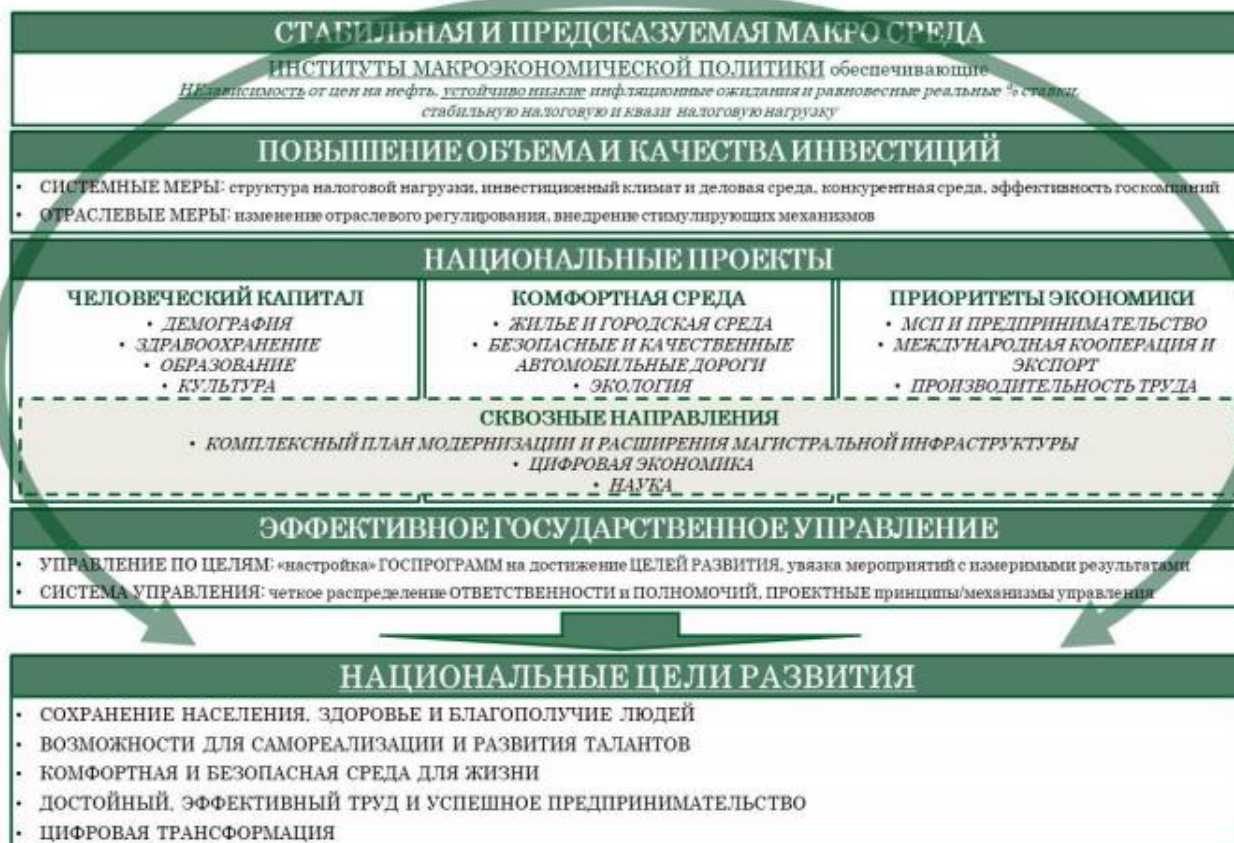 СТАБИЛЬНАЯ И ПРЕДСКАЗУЕМАЯ МАКРО СРЕДА
ИНСТИТУТЫ МАКРОЭКОНОМИЧЕСКОЙ ПОЛИТИКИ обеспечивающие
НЕзависимость от цен на нефть, устойчиво низкие инфляционные ожидания и равновесные реальные % ставки,
стабильную налоговую и квази налоговую нагрузку
ПОВЫШЕНИЕ ОБЪЕМА И КАЧЕСТВА ИНВЕСТИЦИЙ
• СИСТЕМНЫЕ МЕРЫ: структура налоговой нагрузки, инвестиционный климат и деловая среда, конкурентная среда, эффективность госкомпаний
• ОТРАСЛЕВЫЕ МЕРЫ: изменение отраслевого регулирования, внедрение стимулирующих механизмов
НАЦИОНАЛЬНЫЕ ПРОЕКТЫ
ЧЕЛОВЕЧЕСКИЙ КАПИТАЛ
• ДЕМОГРАФИЯ
• ЗДРАВООХРАНЕНИЕ
• ОБРАЗОВАНИЕ
• КУЛЬТУРА
КОМФОРТНАЯ СРЕДА
• ЖИЛЬЕ И ГОРОДСКАЯ СРЕДА
• БЕЗОПАСНЫЕ И КАЧЕСТВЕННЫЕ
АВТОМОБИЛЬНЫЕ ДОРОГИ
• ЭКОЛОГИЯ
ПРИОРИТЕТЫ ЭКОНОМИКИ
• МСП И ПРЕДПРИНИМАТЕЛЬСТВО
• МЕЖДУНАРОДНАЯ КООПЕРАЦИЯ И
ЭКСПОРТ
• ПРОИЗВОДИТЕЛЬНОСТЬ ТРУДА
СКВОЗНЫЕ НАПРАВЛЕНИЯ
• КОМПЛЕКСНЫЙ ПЛАН МОДЕРНИЗАЦИИ И РАСШИРЕНИЯ МАГИСТРАЛЬНОЙ ИНФРАСТРУКТУРЫ
• ЦИФРОВАЯ ЭКОНОМИКА
• НАУКА
ЭФФЕКТИВНОЕ ГОСУДАРСТВЕННОЕ УПРАВЛЕНИЕ
• УПРАВЛЕНИЕ ПО ЦЕЛЯМ: «настройка» ГОСПРОГРАММ на достижение ЦЕЛЕЙ РАЗВИТИЯ, увязка мероприятий с измеримыми результатами
• СИСТЕМА УПРАВЛЕНИЯ: четкое распределение ОТВЕТСТВЕННОСТИ и ПОЛНОМОЧИЙ, ПРОЕКТНЫЕ принципы/механизмы управления
НАЦИОНАЛЬНЫЕ ЦЕЛИ РАЗВИТИЯ
• СОХРАНЕНИЕ НАСЕЛЕНИЯ, ЗДОРОВЬЕ И БЛАГОПОЛУЧИЕ ЛЮДЕЙ
• ВОЗМОЖНОСТИ ДЛЯ САМОРЕАЛИЗАЦИИ И РАЗВИТИЯ ТАЛАНТОВ
• КОМФОРТНАЯ И БЕЗОПАСНАЯ СРЕДА ДЛЯ ЖИЗНИ
• ДОСТОЙНЫЙ, ЭФФЕКТИВНЫЙ ТРУД И УСПЕШНОЕ ПРЕДПРИНИМАТЕЛЬСТВО
• ЦИФРОВАЯ ТРАНСФОРМАЦИЯ